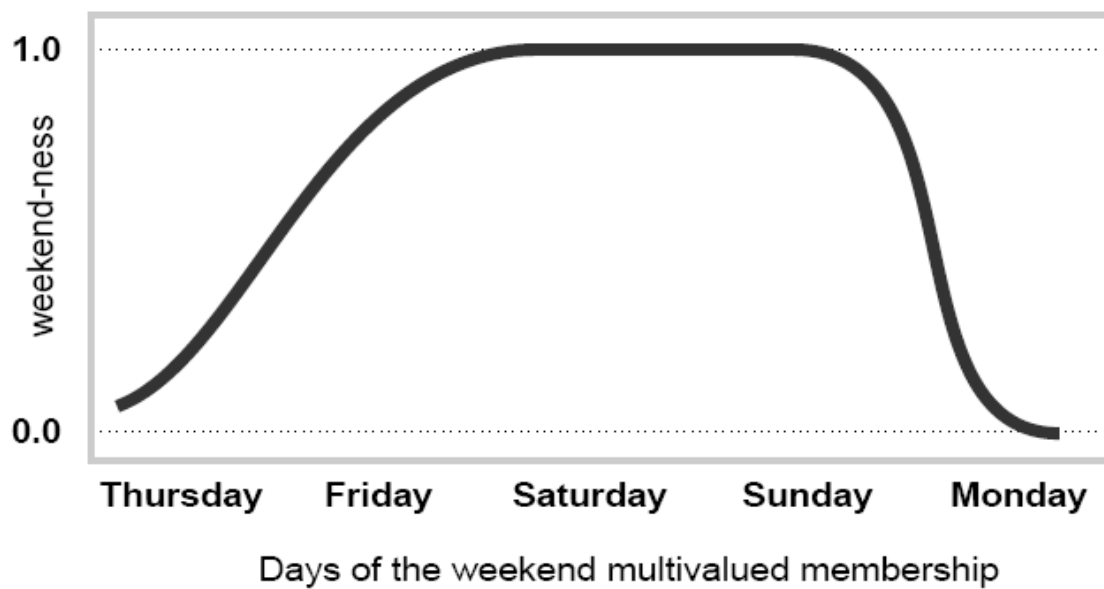 1.0
weekend-ness
0.0
Thursday Friday Saturday Sunday Monday
Days of the weekend multivalued membership